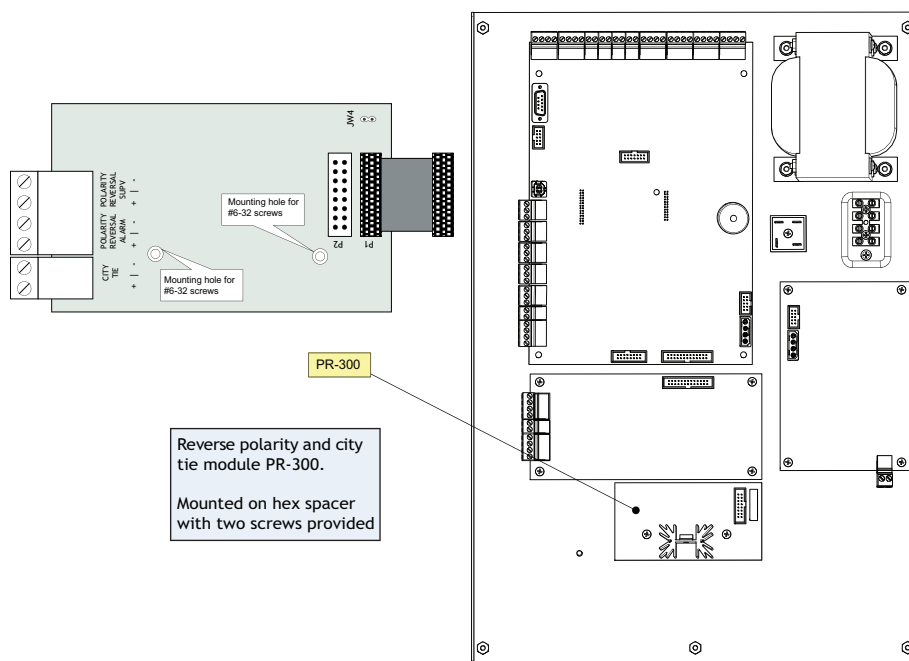 JW4
POLARITY
REVERSAL
SUPV
- +
POLARITY
REVERSAL
ALARM
- +
CITY
TIE
- +
Mounting hole for
#6-32 screws
P2
P1
Mounting hole for
#6-32 screws
PR-300
Reverse polarity and city
tie module PR-300.
Mounted on hex spacer
with two screws provided